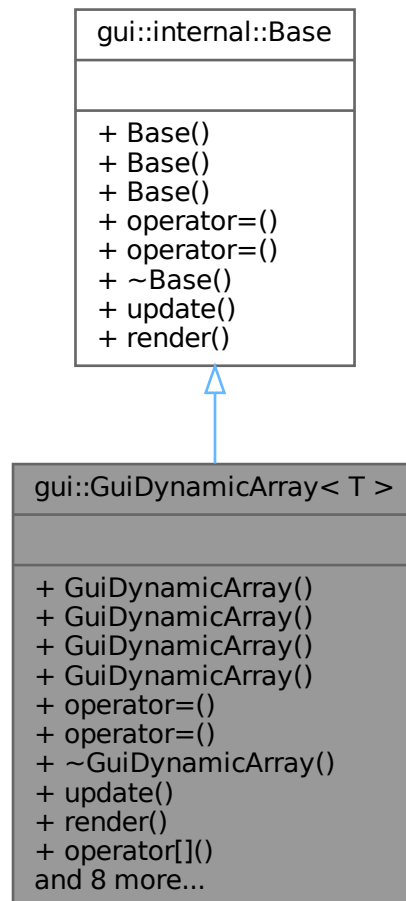 gui::internal::Base
+ Base()
+ Base()
+ Base()
+ operator=()
+ operator=()
+ ~Base()
+ update()
+ render()
gui::GuiDynamicArray< T >
+ GuiDynamicArray()
+ GuiDynamicArray()
+ GuiDynamicArray()
+ GuiDynamicArray()
+ operator=()
+ operator=()
+ ~GuiDynamicArray()
+ update()
+ render()
+ operator[]()
and 8 more...